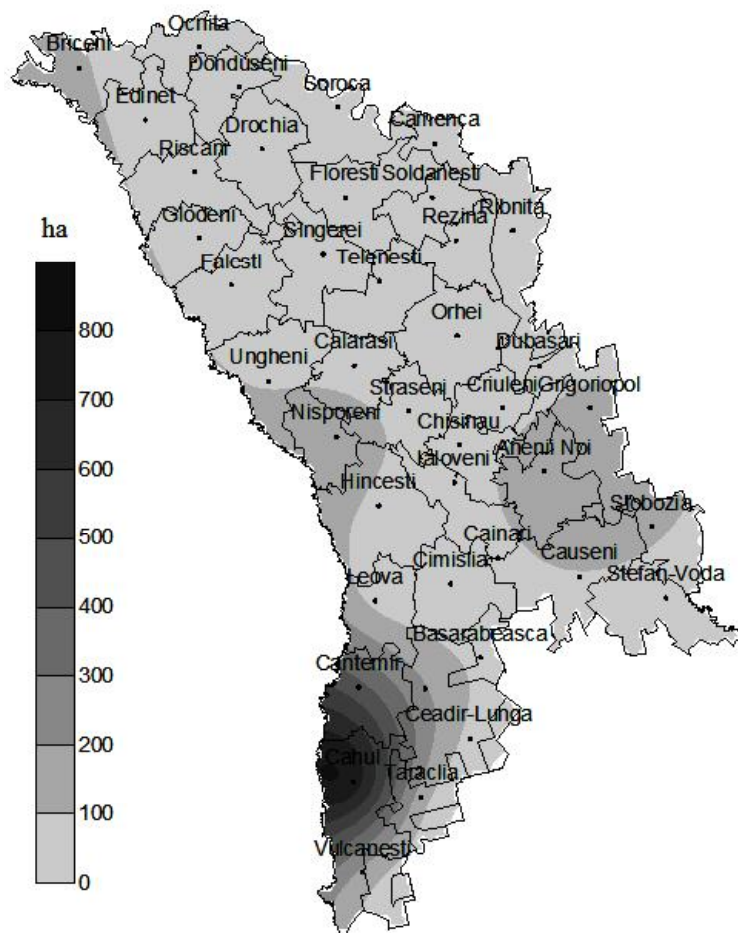 Ocnita
Briceni
Donduseni
Soroca
Edinet
Camenca
Drochia
Riscani
Floresti
Soldanesti
Ribnita
Rezina
Glodeni
Singerei
ha
Falesti
Telenesti
Orhei
800
Dubasari
Calarasi
Ungheni
Straseni
Criuleni
Grigoriopol
700
Nisporeni
Chisinau
Anenii Noi
Ialoveni
600
Hincesti
Slobozia
500
Cainari
Cimislia
Causeni
Leova
Stefan-Voda
400
Basarabeasca
Cantemir
300
Ceadir-Lunga
200
Cahul
Taraclia
100
Vulcanesti
0